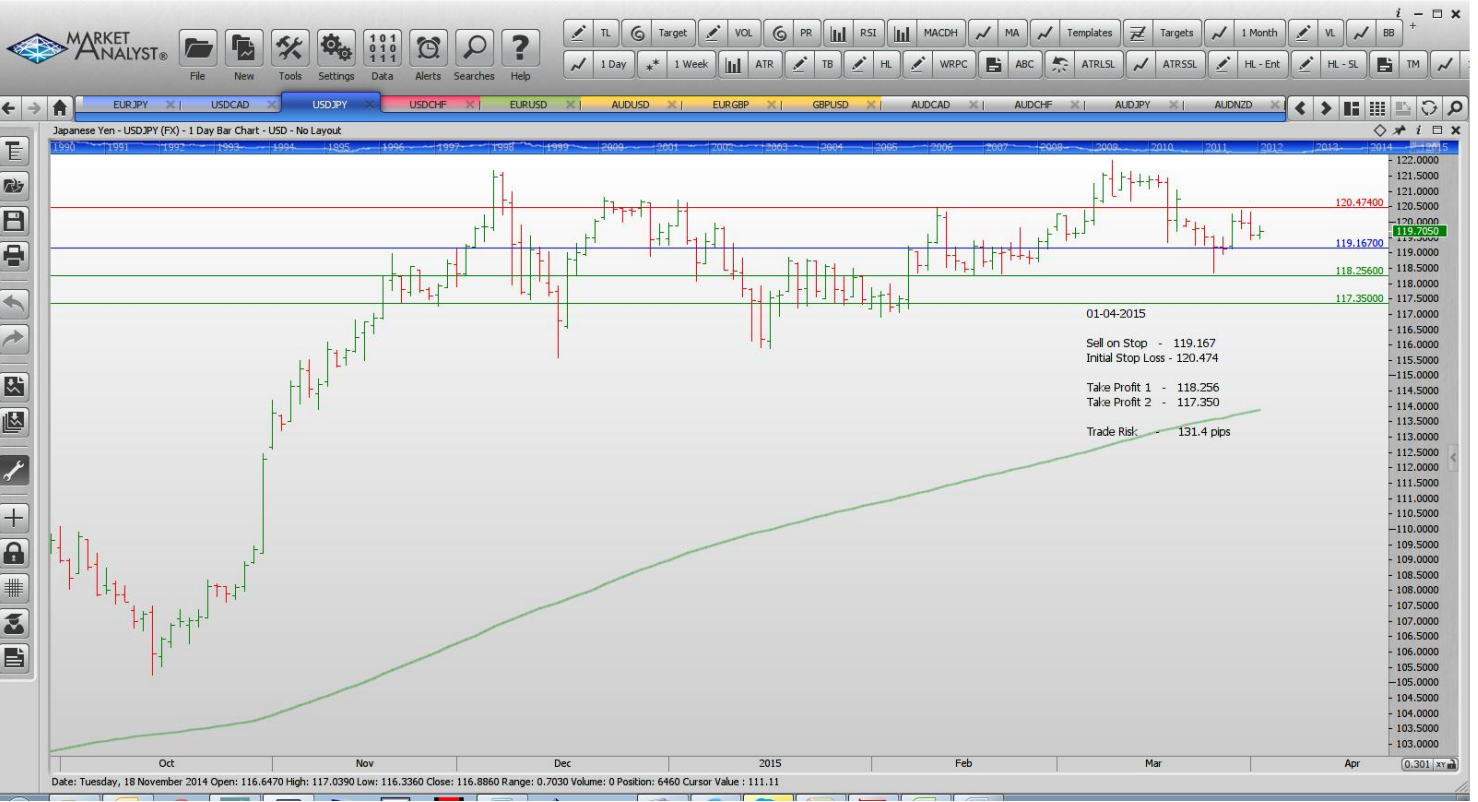 MARKET
ANALYST®
File
New
Tools
Settings
101
010
111
Data
Alerts
Searches
Help
TL
Target
VOL
PR
RSI
MACDH
MA
Templates
Targets
1 Month
VL
BB
1 Day
1 Week
ATR
TB
HL
WRPC
ABC
ATRLSL
ATRSSL
HL - Ent
HL - SL
TM
EURJPY
USDCAD
USDJPY
USDCHF
EURUSD
AUDUSD
EURGBP
GBPUSD
AUDCAD
AUDCHF
AUDJPY
AUDNZD
Japanese Yen - USDJPY (FX) - 1 Day Bar Chart - USD - No Layout
1990 1991 1992 1993 1994 1995 1996 1997 1998 1999 2000 2001 2002 2003 2004 2005 2006 2007 2008 2009 2010 2011 2012 2013 2014 2015
122.0000
121.5000
121.0000
120.5000
120.0000
119.7050
119.5000
119.0000
118.5000
118.0000
117.5000
117.0000
116.5000
116.0000
115.5000
115.0000
114.5000
114.0000
113.5000
113.0000
112.5000
112.0000
111.5000
111.0000
110.5000
110.0000
109.5000
109.0000
108.5000
108.0000
107.5000
107.0000
106.5000
106.0000
105.5000
105.0000
104.5000
104.0000
103.5000
103.0000
120.47400
119.16700
118.25600
117.35000
01-04-2015
Sell on Stop - 119.167
Initial Stop Loss - 120.474
Take Profit 1 - 118.256
Take Profit 2 - 117.350
Trade Risk - 131.4 pips
Oct Nov Dec 2015 Feb Mar Apr
0.301 XY
Date: Tuesday, 18 November 2014 Open: 116.6470 High: 117.0390 Low: 116.3360 Close: 116.8860 Range: 0.7030 Volume: 0 Position: 6460 Cursor Value : 111.11